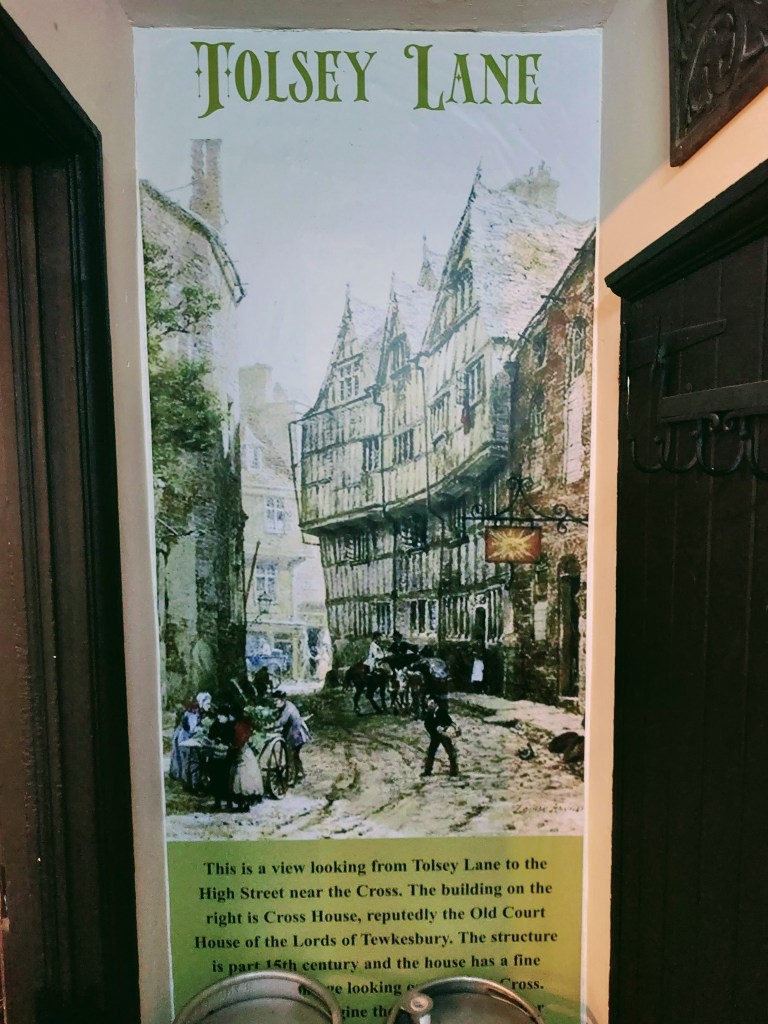 TOLSEY LANE
This is a view looking from Tolsey Lane to the
High Street near the Cross. The building on the
right is Cross House, reputedly the Old Court
House of the Lords of Tewkesbury. The structure
is part 15th century and the house has a fine
looking Cross.